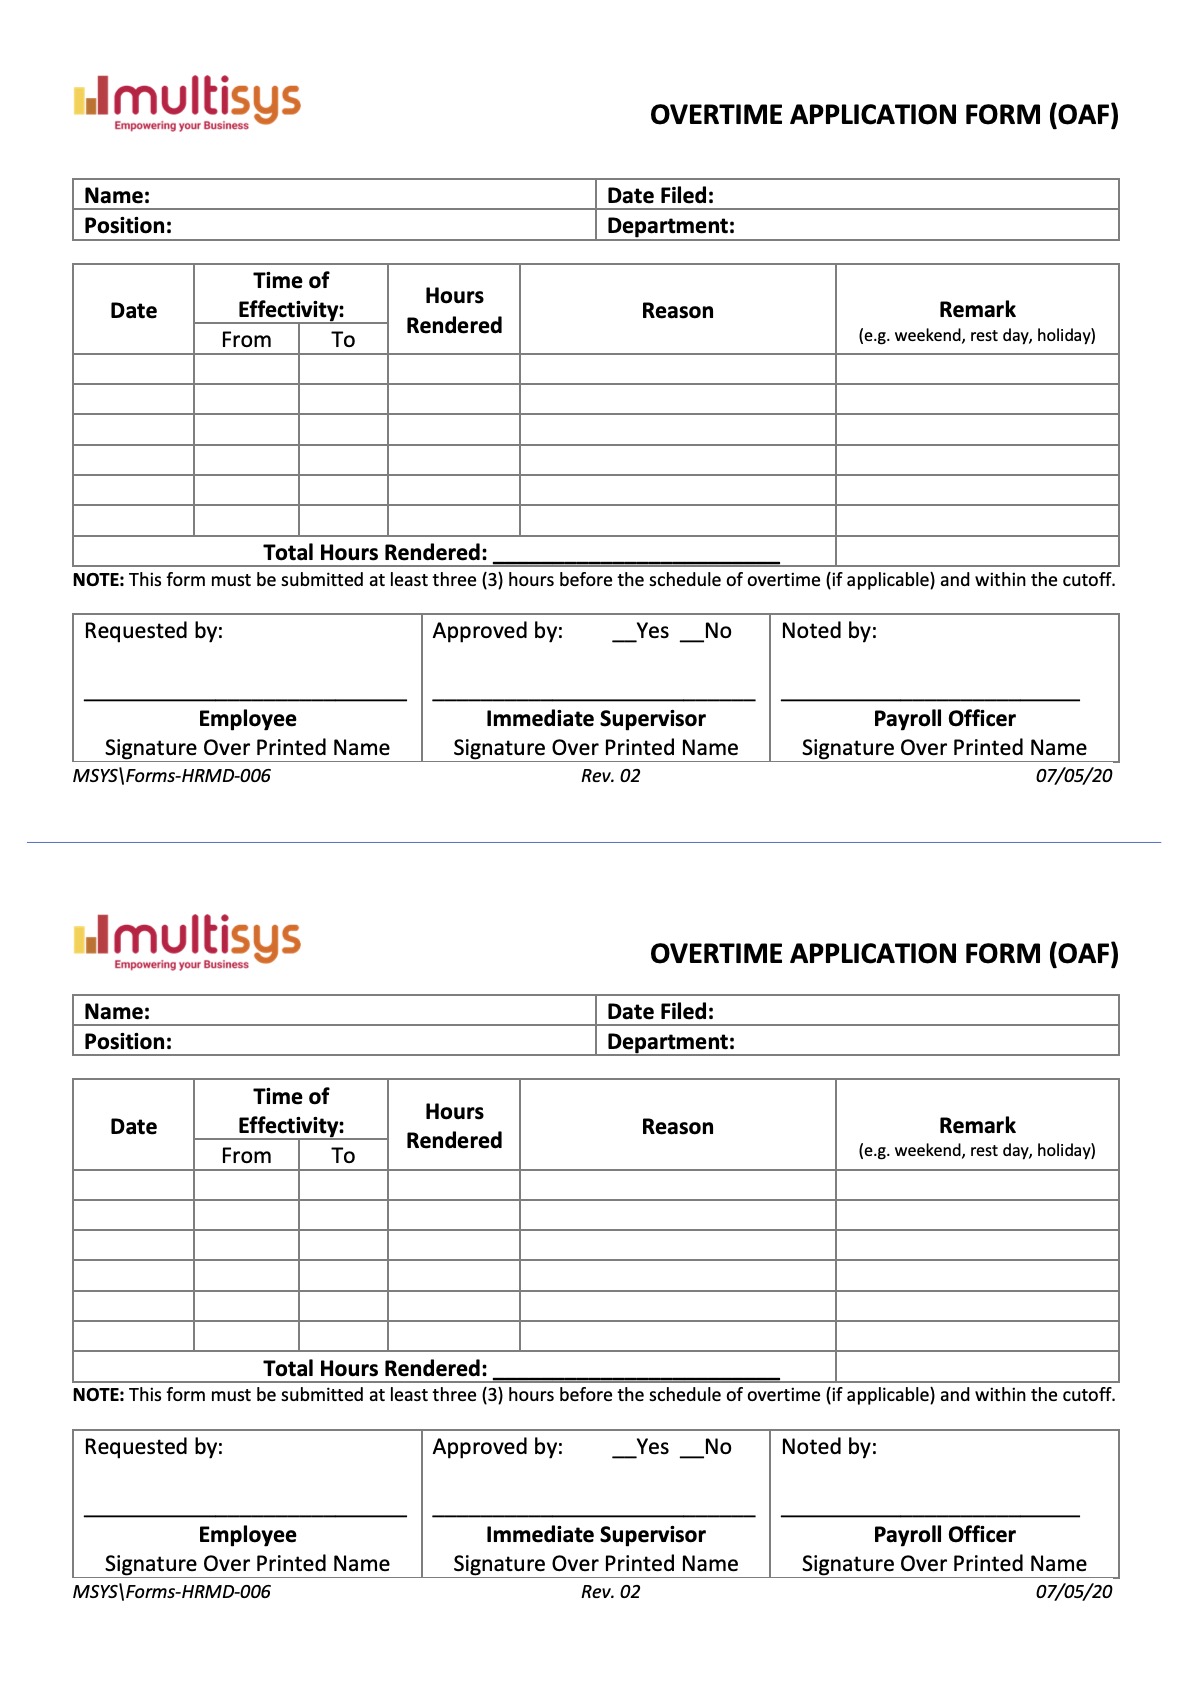 multisys
Empowering your Business
OVERTIME APPLICATION FORM (OAF)
Name: Date Filed:
Position: Department:
Date Time of Effectivity: Hours Rendered Reason Remark
(e.g. weekend, rest day, holiday)
From To
Total Hours Rendered: ________________________
NOTE: This form must be submitted at least three (3) hours before the schedule of overtime (if applicable) and within the cutoff.
Requested by: Approved by: __Yes __No Noted by:
___________________________ ___________________________ _________________________
Employee Immediate Supervisor Payroll Officer
Signature Over Printed Name Signature Over Printed Name Signature Over Printed Name
MSYS\Forms-HRMD-006 Rev. 02 07/05/20
multisys
Empowering your Business
OVERTIME APPLICATION FORM (OAF)
Name: Date Filed:
Position: Department:
Date Time of Effectivity: Hours Rendered Reason Remark
(e.g. weekend, rest day, holiday)
From To
Total Hours Rendered: ________________________
NOTE: This form must be submitted at least three (3) hours before the schedule of overtime (if applicable) and within the cutoff.
Requested by: Approved by: __Yes __No Noted by:
___________________________ ___________________________ _________________________
Employee Immediate Supervisor Payroll Officer
Signature Over Printed Name Signature Over Printed Name Signature Over Printed Name
MSYS\Forms-HRMD-006 Rev. 02 07/05/20